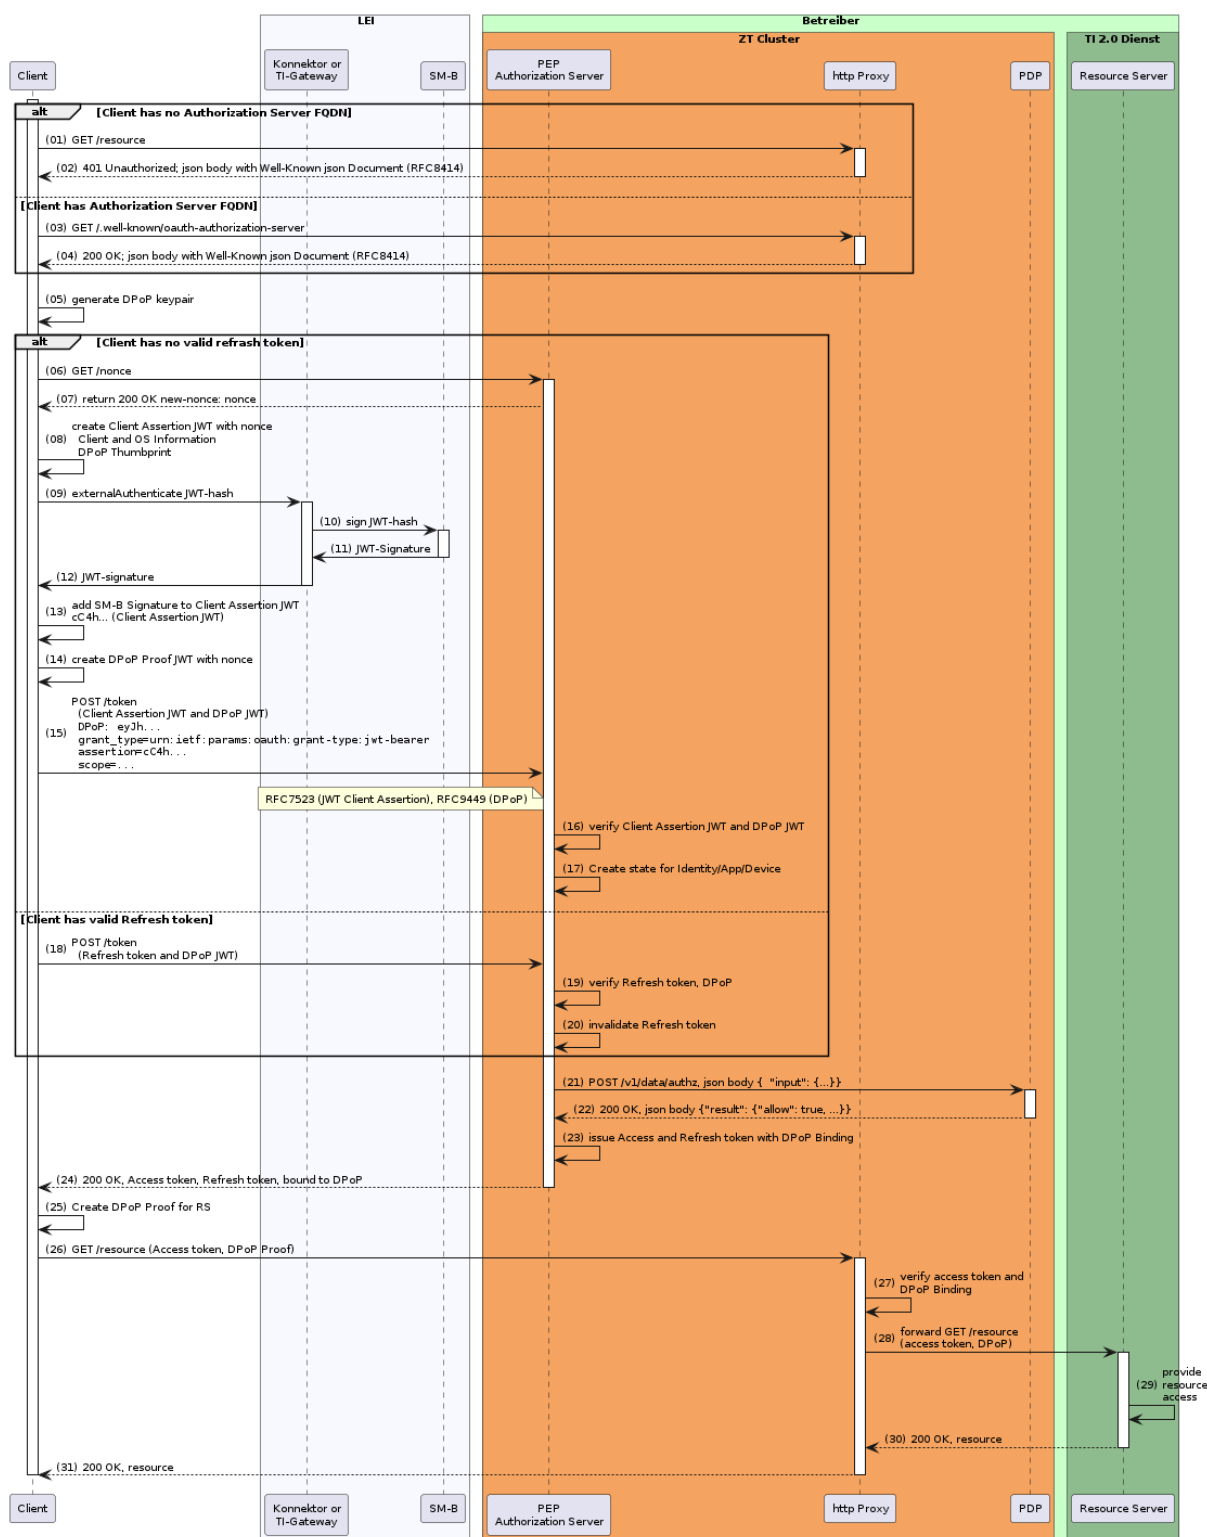 LEI
Betreiber
ZT Cluster
TI 2.0 Dienst
Client
Konnektor or
TI-Gateway
SM-B
PEP
Authorization Server
http Proxy
PDP
Resource Server
alt
[Client has no Authorization Server FQDN]
(01) GET /resource
(02) 401 Unauthorized; json body with Well-Known json Document (RFC8414)
[Client has Authorization Server FQDN]
(03) GET /.well-known/oauth-authorization-server
(04) 200 OK; json body with Well-Known json Document (RFC8414)
(05) generate DPoP keypair
alt
[Client has no valid refrash token]
(06) GET /nonce
(07) return 200 OK new-nonce: nonce
create Client Assertion JWT with nonce
(08) Client and OS Information
DPoP Thumbprint
(09) externalAuthenticate JWT-hash
(10) sign JWT-hash
(11) JWT-Signature
(12) JWT-signature
(13) add SM-B Signature to Client Assertion JWT
cC4h... (Client Assertion JWT)
(14) create DPoP Proof JWT with nonce
POST /token
(Client Assertion JWT and DPoP JWT)
DPoP: eyJh...
(15) grant_type=urn:ietf:params:oauth:grant-type:jwt-bearer
assertion=cC4h...
scope=...
RFC7523 (JWT Client Assertion), RFC9449 (DPoP)
(16) verify Client Assertion JWT and DPoP JWT
(17) Create state for Identity/App/Device
[Client has valid Refresh token]
(18) POST /token
(Refresh token and DPoP JWT)
(19) verify Refresh token, DPoP
(20) invalidate Refresh token
(21) POST /v1/data/authz, json body { "input": {...}}
(22) 200 OK, json body {"result": {"allow": true, ...}}
(23) issue Access and Refresh token with DPoP Binding
(24) 200 OK, Access token, Refresh token, bound to DPoP
(25) Create DPoP Proof for RS
(26) GET /resource (Access token, DPoP Proof)
(27) verify access token and
DPoP Binding
(28) forward GET /resource
(access token, DPoP)
provide
(29) resource
access
(30) 200 OK, resource
(31) 200 OK, resource
Client
Konnektor or
TI-Gateway
SM-B
PEP
Authorization Server
http Proxy
PDP
Resource Server